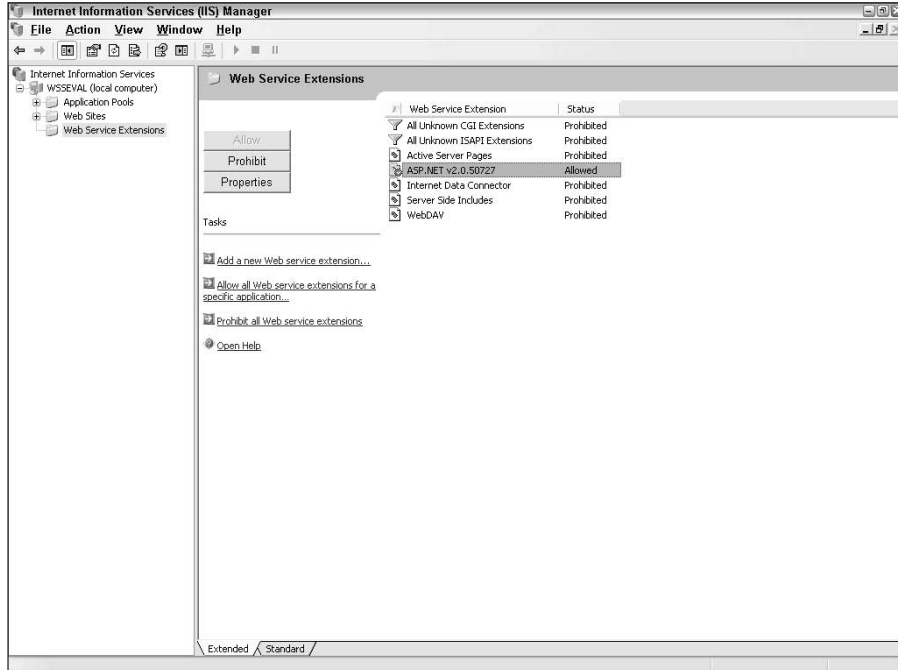 Internet Information Services (IIS) Manager
File Action View Window Help
Internet Information Services
WSSEVAL (local computer)
Application Pools
Web Sites
Web Service Extensions
Web Service Extensions
Allow
Prohibit
Properties
Tasks
Add a new Web service extension...
Allow all Web service extensions for a
specific application...
Prohibit all Web service extensions
Open Help
Web Service Extension Status
All Unknown CGI Extensions Prohibited
All Unknown ISAPI Extensions Prohibited
Active Server Pages Prohibited
ASP.NET v2.0.50727 Allowed
Internet Data Connector Prohibited
Server Side Includes Prohibited
WebDAV Prohibited
Extended Standard